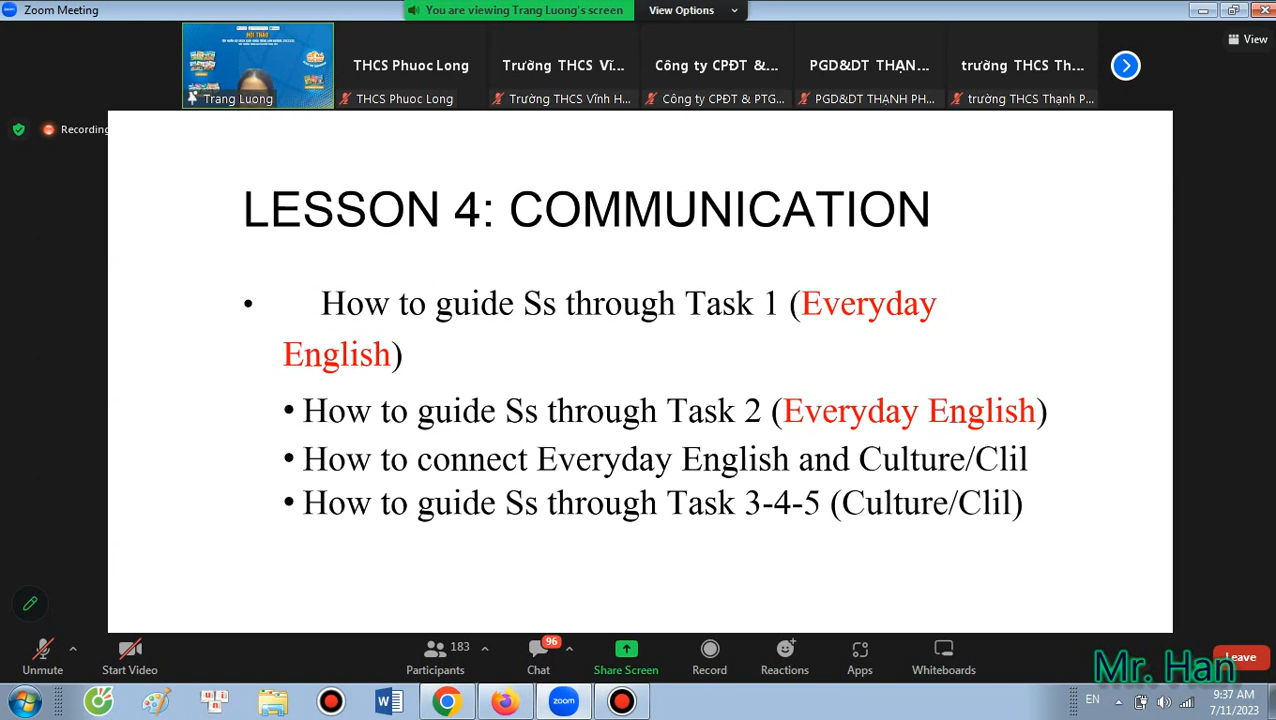 Zoom Meeting
You are viewing Trang Luong's screen
View Options
View
HỘI THẢO
Trang Luong
THCS Phuoc Long
THCS Phuoc Long
Trường THCS Vĩ...
Trường THCS Vĩnh H...
Công ty CPĐT &...
Công ty CPĐT & PTG...
PGD&DT THẠN...
PGD&DT THẠNH PH...
trường THCS Th...
trường THCS Thạnh P...
Recording
LESSON 4: COMMUNICATION
• How to guide Ss through Task 1 (Everyday
English)
• How to guide Ss through Task 2 (Everyday English)
• How to connect Everyday English and Culture/Clil
• How to guide Ss through Task 3-4-5 (Culture/Clil)
Unmute
Start Video
183
Participants
96
Chat
Share Screen
Record
Reactions
Apps
Whiteboards
Leave
Mr. Han
EN
9:37 AM
7/11/2023